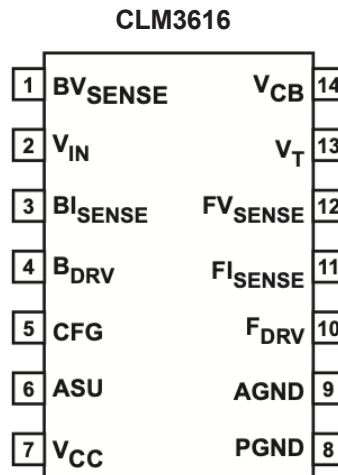 CLM3616
1 BVSENSE VCB 14
2 VIN VT 13
3 BISENSE FVSENSE 12
4 BDRV FISENSE 11
5 CFG FDRV 10
6 ASU AGND 9
7 VCC PGND 8